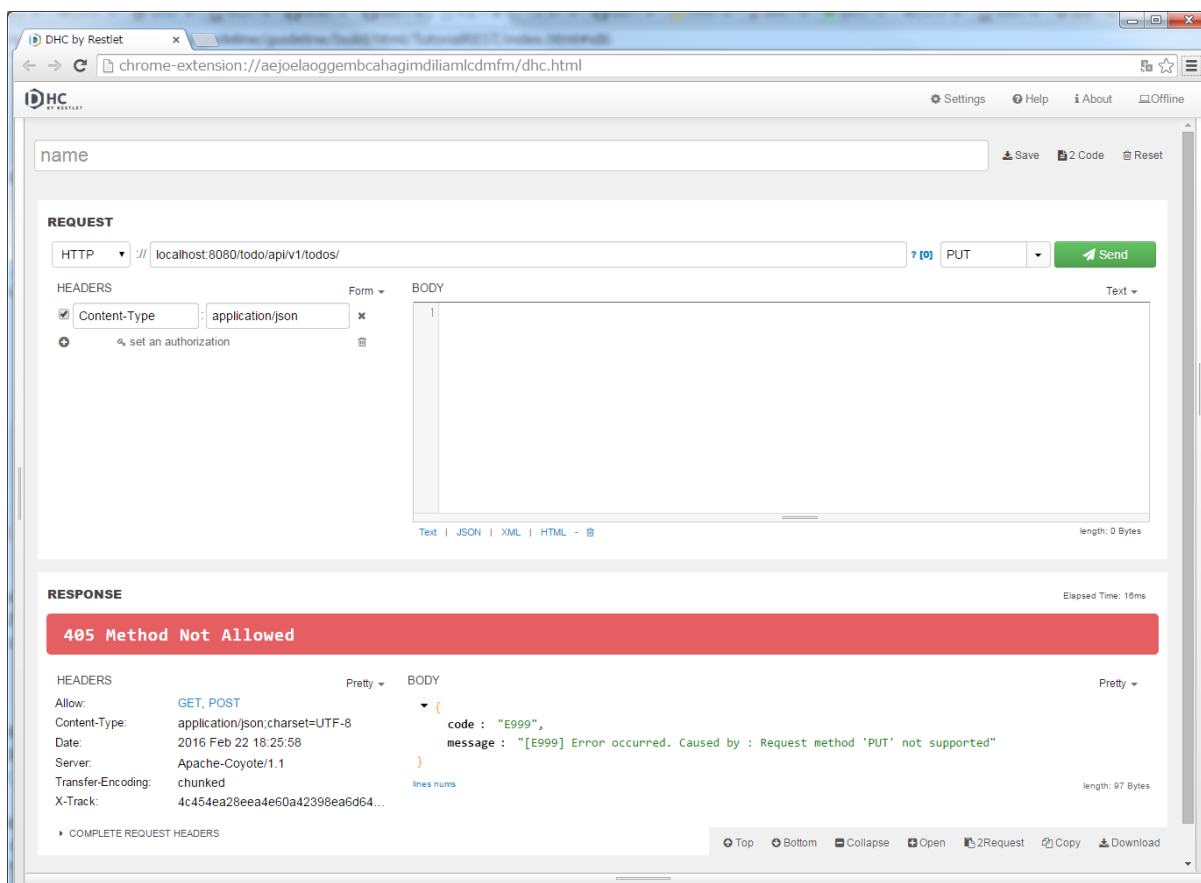 DHC by Restlet
chrome-extension://aejoelaoggembcahagimdiliamlcdmfm/dhc.html
DHC BY RESTLET Settings Help About Offline
name Save 2 Code Reset
REQUEST
HTTP :// localhost:8080/todo/api/v1/todos/ ? [0] PUT Send
HEADERS Form BODY Text
Content-Type : application/json 1
set an authorization
Text | JSON | XML | HTML - length: 0 Bytes
RESPONSE Elapsed Time: 16ms
405 Method Not Allowed
HEADERS Pretty BODY Pretty
Allow: GET, POST {
Content-Type: application/json;charset=UTF-8 code : "E999",
Date: 2016 Feb 22 18:25:58 message : "[E999] Error occurred. Caused by : Request method 'PUT' not supported"
Server: Apache-Coyote/1.1 }
Transfer-Encoding: chunked lines nums length: 97 Bytes
X-Track: 4c454ea28eea4e60a42398ea6d64...
COMPLETE REQUEST HEADERS Top Bottom Collapse Open 2Request Copy Download